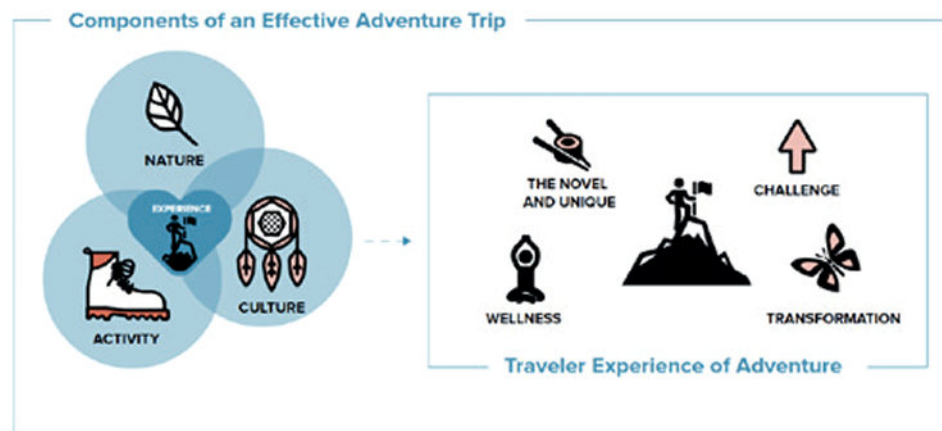 Components of an Effective Adventure Trip
NATURE
EXPERIENCE
CULTURE
ACTIVITY
THE NOVEL
AND UNIQUE
CHALLENGE
WELLNESS
TRANSFORMATION
Traveler Experience of Adventure